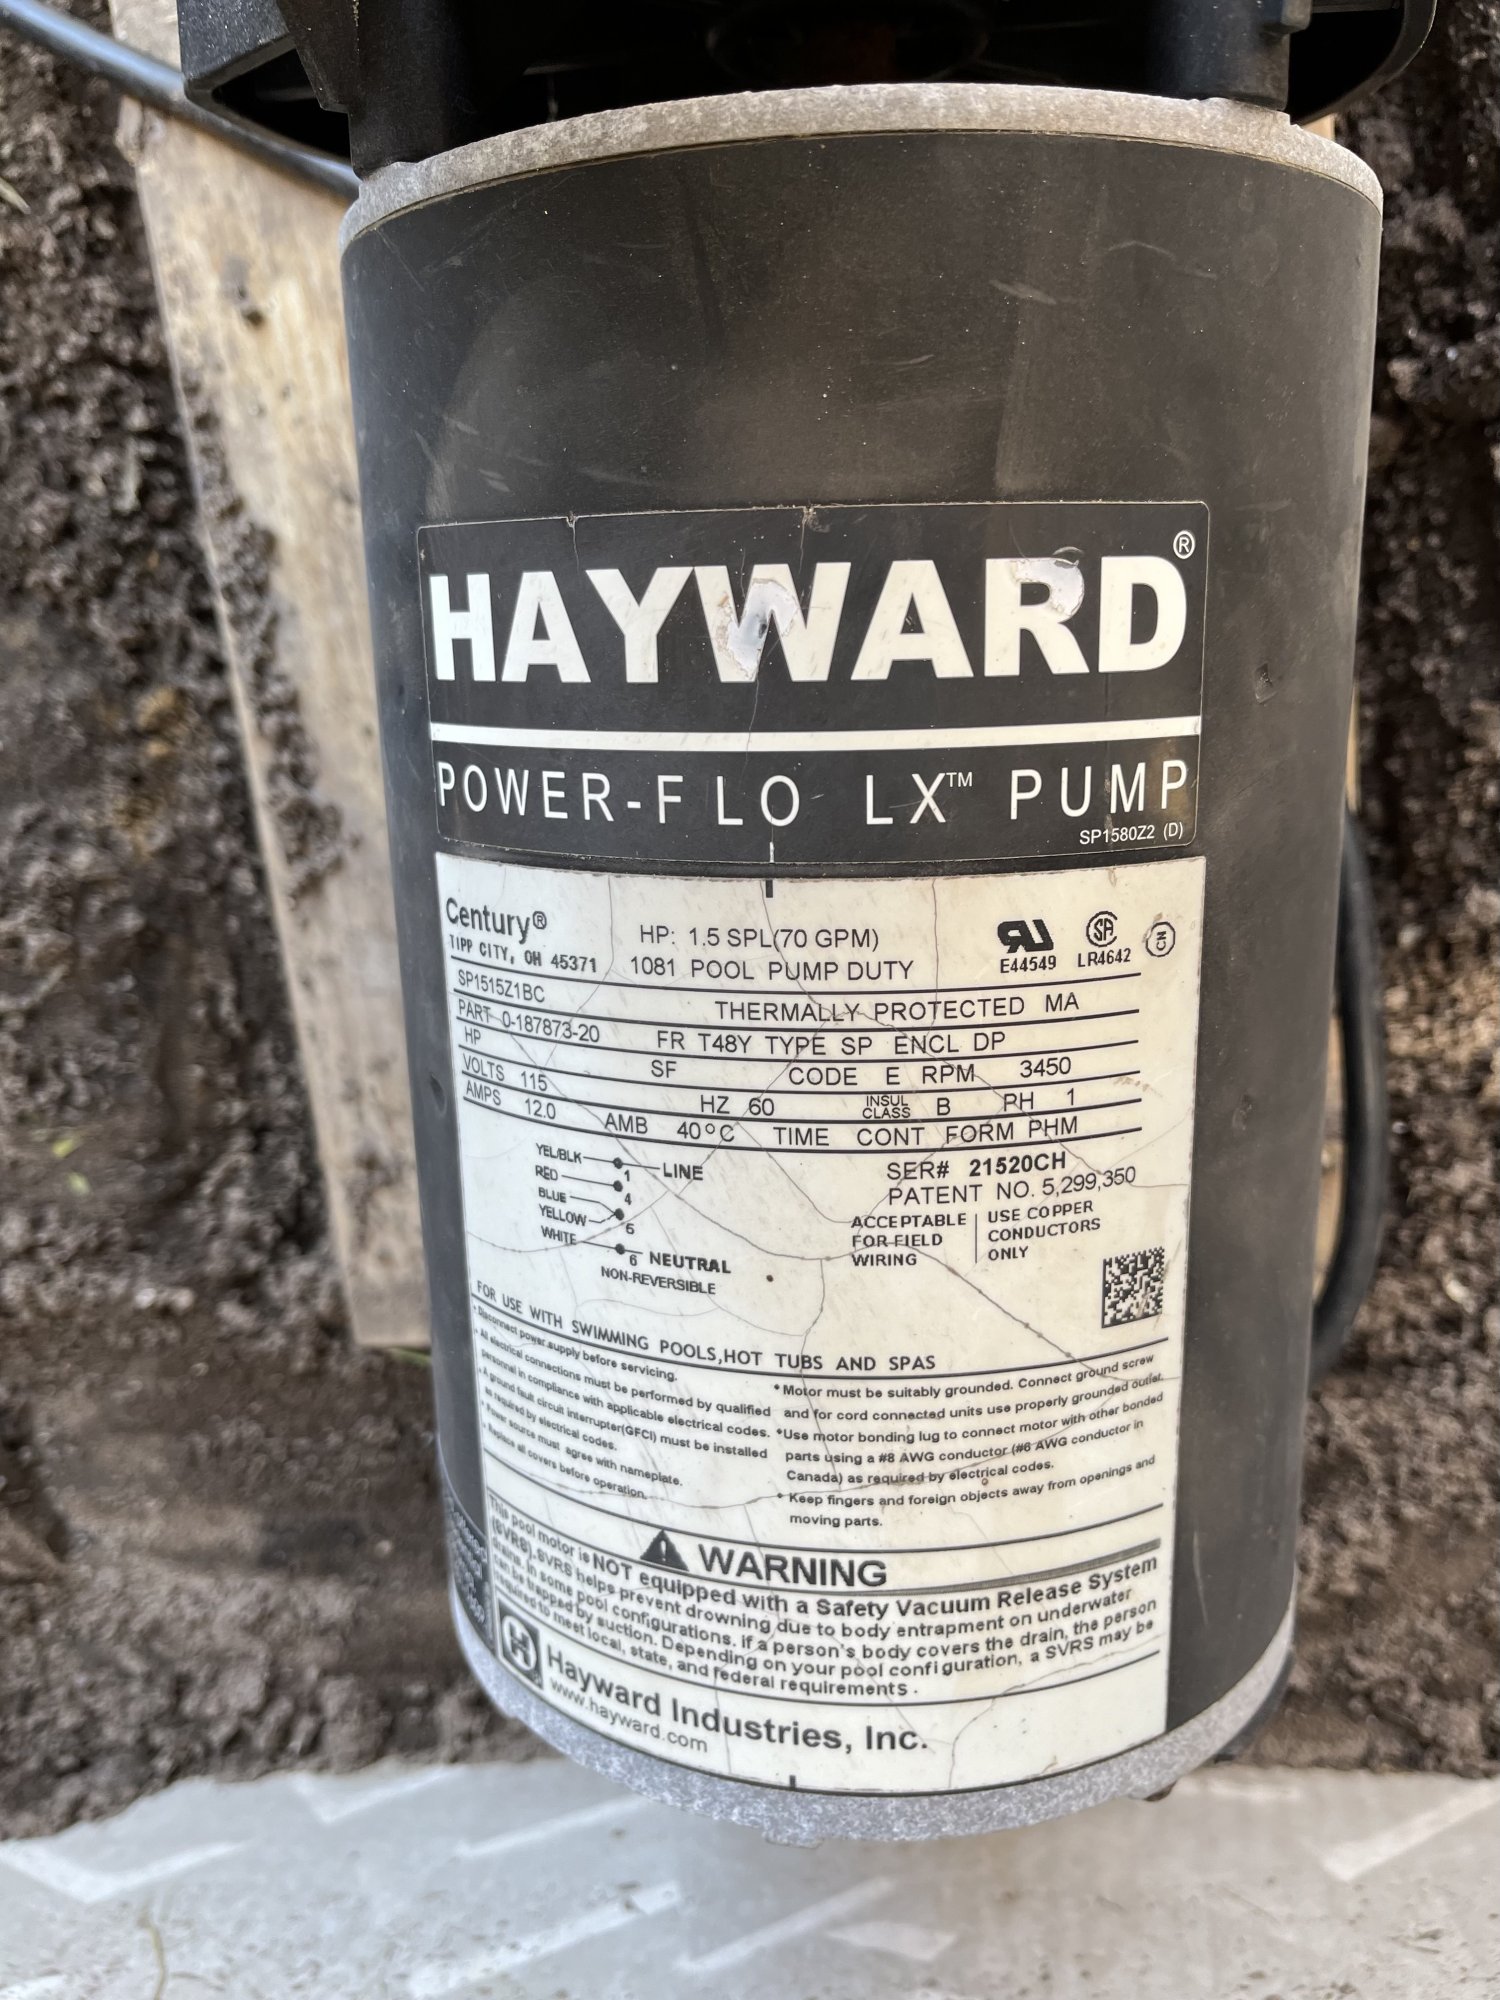 HAYWARD®
POWER-FLO LX™ PUMP
SP1580Z2 (D)
Century®
TIPP CITY, OH 45371
HP: 1.5 SPL(70 GPM)
1081 POOL PUMP DUTY
E44549 LR4642
SP1515Z1BC
THERMALLY PROTECTED MA
PART 0-187873-20 FR T48Y TYPE SP ENCL DP
HP SF CODE E RPM 3450
VOLTS 115 HZ 60 INSUL CLASS B PH 1
AMPS 12.0 AMB 40°C TIME CONT FORM PHM
YEL/BLK 1 LINE
RED 4
BLUE
YELLOW 6
WHITE 6 NEUTRAL
NON-REVERSIBLE
SER# 21520CH
PATENT NO. 5,299,350
ACCEPTABLE
FOR FIELD
WIRING
USE COPPER
CONDUCTORS
ONLY
FOR USE WITH SWIMMING POOLS,HOT TUBS AND SPAS
• Disconnect power supply before servicing.
• All electrical connections must be performed by qualified
personnel in compliance with applicable electrical codes.
• A ground fault circuit interrupter(GFCI) must be installed
as required by electrical codes.
• Power source must agree with nameplate.
• Replace all covers before operation.
• Motor must be suitably grounded. Connect ground screw
and for cord connected units use properly grounded outlet.
•Use motor bonding lug to connect motor with other bonded
parts using a #8 AWG conductor (#6 AWG conductor in
Canada) as required by electrical codes.
• Keep fingers and foreign objects away from openings and
moving parts.
WARNING
This pool motor is NOT equipped with a Safety Vacuum Release System
(SVRS).SVRS helps prevent drowning due to body entrapment on underwater
drains. In some pool configurations. if a person's body covers the drain, the person
can be trapped by suction. Depending on your pool configuration, a SVRS may be
required to meet local, state, and federal requirements.
Hayward Industries, Inc.
www.hayward.com